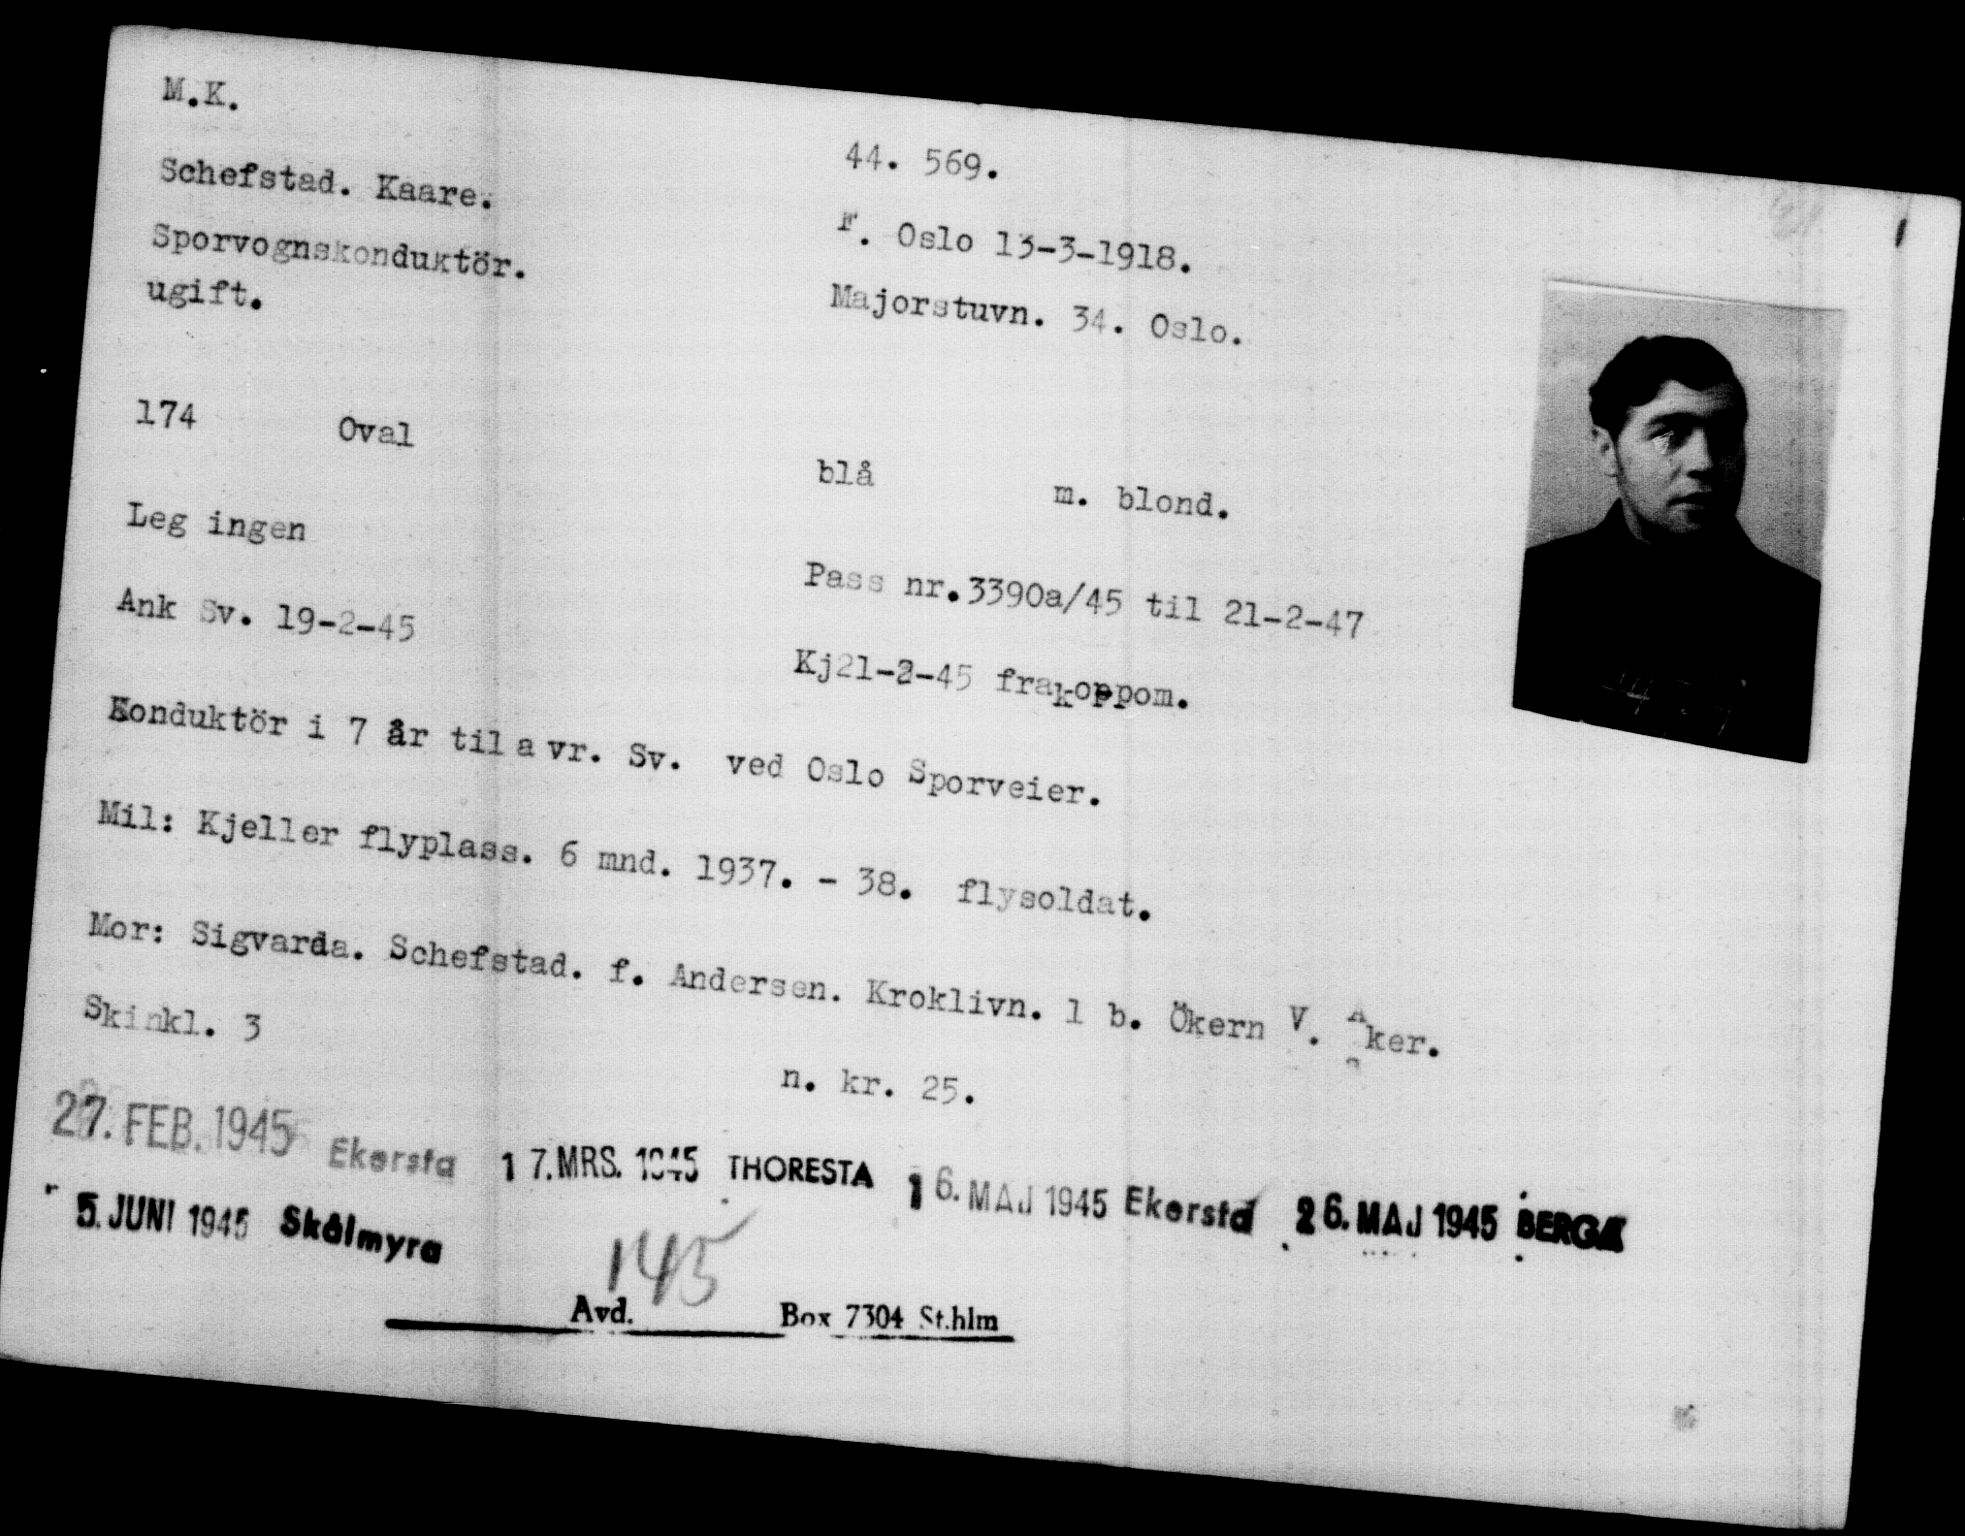 M.K.
44. 569.
Schefstad. Kaare.
F. Oslo 13-3-1918.
Sporvognskonduktör.
Majorstuvn. 34. Oslo.
ugift.
174 Oval
blå m. blond.
Leg ingen
Pass nr.3390a/45 til 21-2-47
Ank Sv. 19-2-45
Kj21-2-45 frakoppom.
Konduktör i 7 år til avr. Sv. ved Oslo Sporveier.
Mil: Kjeller flyplass. 6 mnd. 1937. - 38. flysoldat.
Mor: Sigvarda. Schefstad. f. Andersen. Kroklivn. 1 b. Ökern V. Aker.
Skinkl. 3
n. kr. 25.
27. FEB. 1945 Ekersta 17. MRS. 1945 THORESTA 16. MAJ 1945 Ekersta 26. MAJ 1945 BERGA
5. JUNI 1945 Skålmyra
145
Avd. Box 7304 St.hlm